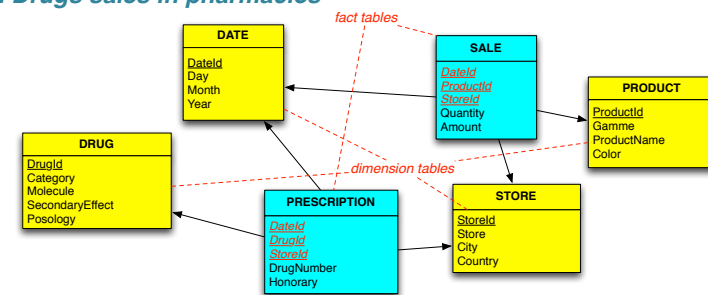 Drugs sales in pharmacies
fact tables
DATE
DateId
Day
Month
Year
SALE
DateId
ProductId
StoreId
Quantity
Amount
PRODUCT
ProductId
Gamme
ProductName
Color
DRUG
DrugId
Category
Molecule
SecondaryEffect
Posology
dimension tables
PRESCRIPTION
DateId
DrugId
StoreId
DrugNumber
Honorary
STORE
StoreId
Store
City
Country